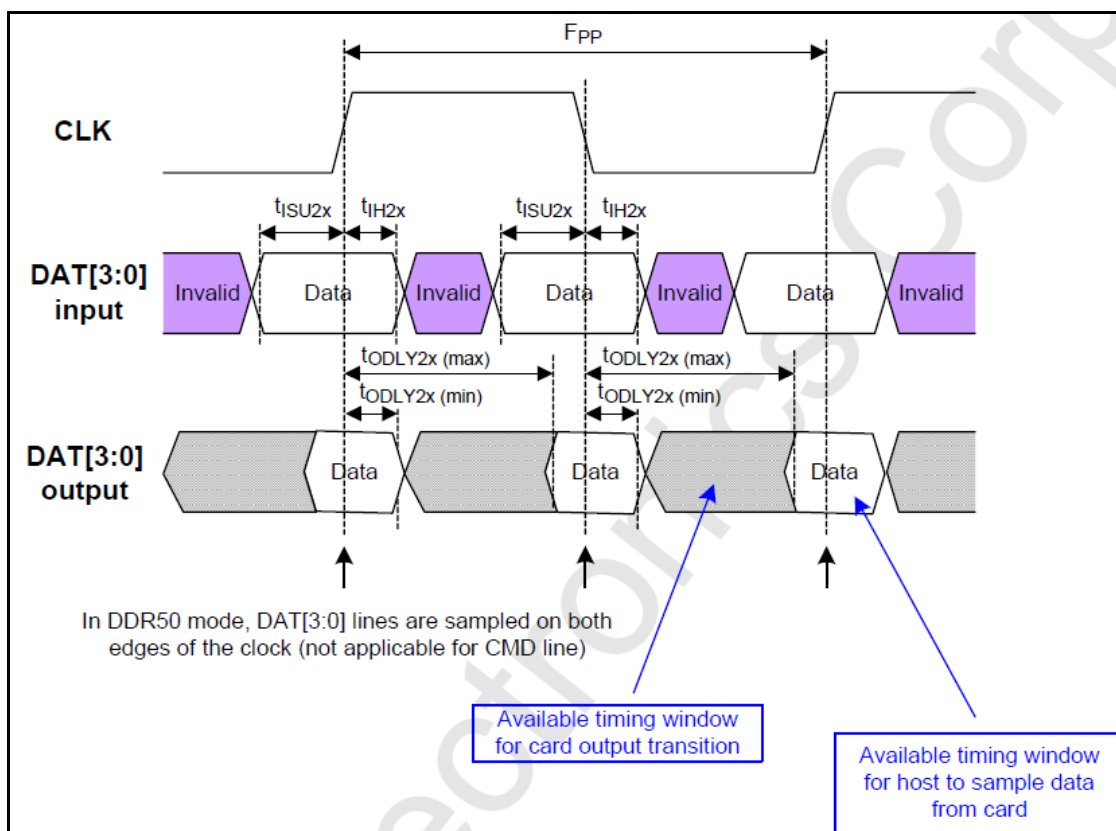 FPP
CLK
tISU2x
tIH2x
tISU2x
tIH2x
DAT[3:0]
input
Invalid
Data
Invalid
Data
Invalid
Data
Invalid
tODLY2x (max)
tODLY2x (max)
tODLY2x (min)
tODLY2x (min)
DAT[3:0]
output
Data
Data
Data
In DDR50 mode, DAT[3:0] lines are sampled on both
edges of the clock (not applicable for CMD line)
Available timing window
for card output transition
Available timing window
for host to sample data
from card
ectronics Corp